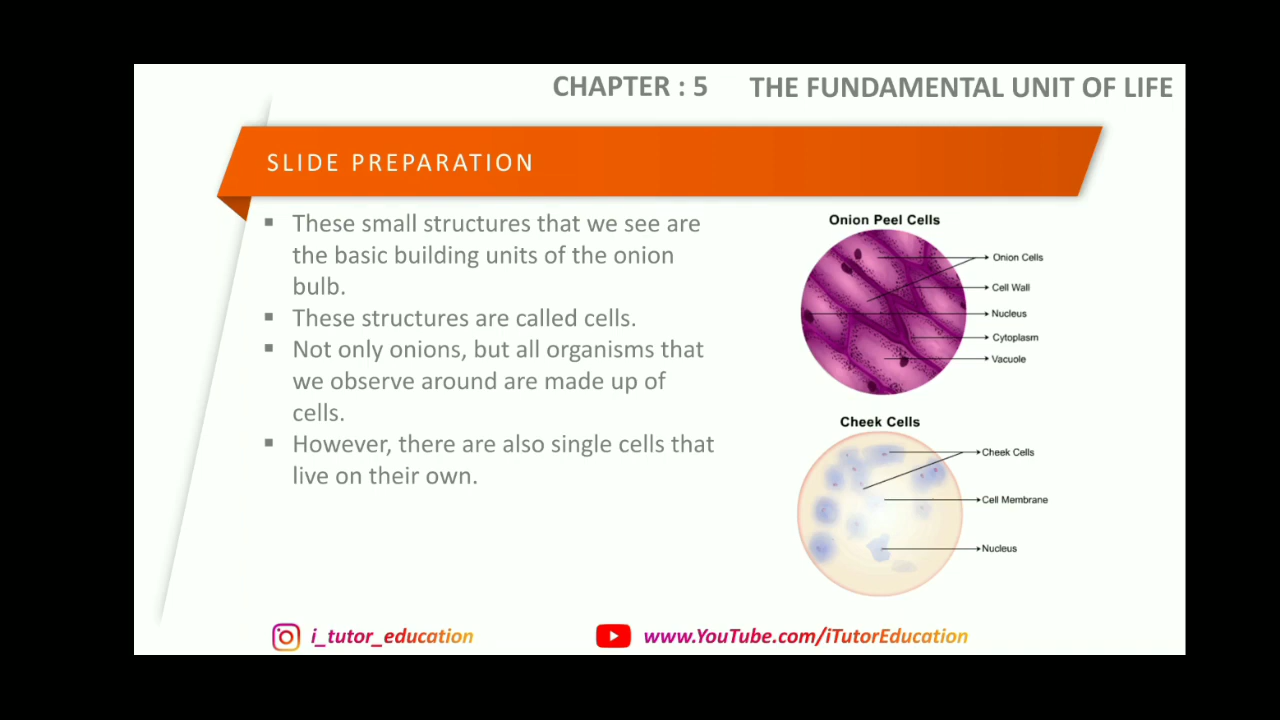 CHAPTER : 5 THE FUNDAMENTAL UNIT OF LIFE
SLIDE PREPARATION
▪ These small structures that we see are
the basic building units of the onion
bulb.
▪ These structures are called cells.
▪ Not only onions, but all organisms that
we observe around are made up of
cells.
▪ However, there are also single cells that
live on their own.
Onion Peel Cells
Onion Cells
Cell Wall
Nucleus
Cytoplasm
Vacuole
Cheek Cells
Cheek Cells
Cell Membrane
Nucleus
i_tutor_education
www.YouTube.com/iTutorEducation